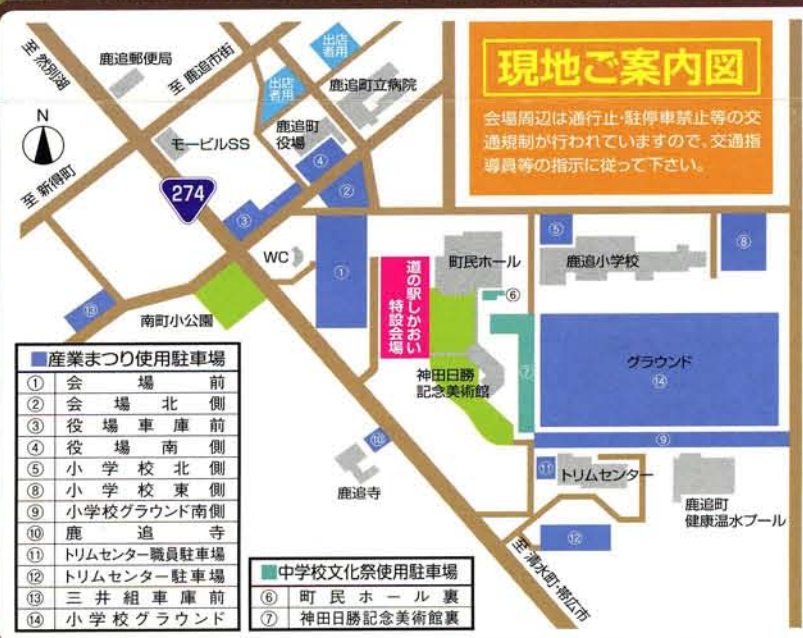 現地ご案内図
会場周辺は通行止・駐停車禁止等の交
通規制が行われていますので、交通指
導員等の指示に従って下さい。
至 然別湖
鹿追郵便局
至 鹿追市街
出店
者用
出店
者用
鹿追町立病院
鹿追町
役場
モービルSS
N
至 新得町
274
④
②
③
WC
①
道の駅しかおい
特設会場
町民ホール
⑥
⑤
鹿追小学校
⑧
⑬
南町小公園
神田日勝
記念美術館
⑦
グラウンド
⑭
⑨
⑩
鹿追寺
⑪
トリムセンター
鹿追町
健康温水プール
⑫
至 清水町・帯広市
産業まつり使用駐車場
① 会場前
② 会場北側
③ 役場車庫前
④ 役場南側
⑤ 小学校北側
⑧ 小学校東側
⑨ 小学校グラウンド南側
⑩ 鹿追寺
⑪ トリムセンター職員駐車場
⑫ トリムセンター駐車場
⑬ 三井組車庫前
⑭ 小学校グラウンド
中学校文化祭使用駐車場
⑥ 町民ホール裏
⑦ 神田日勝記念美術館裏